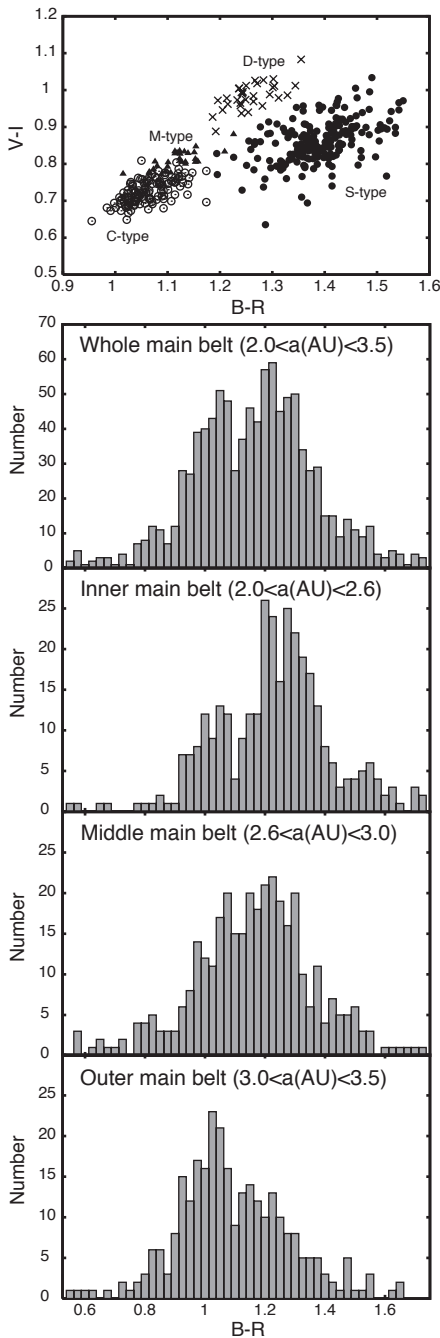 1.2
1.1
1
0.9
0.8
0.7
0.6
0.5
V-I
D-type
M-type
S-type
C-type
0.9 1 1.1 1.2 1.3 1.4 1.5 1.6
B-R
70
60
50
40
30
20
10
0
Number
Whole main belt (2.0<a(AU)<3.5)
25
20
15
10
5
0
Number
Inner main belt (2.0<a(AU)<2.6)
25
20
15
10
5
0
Number
Middle main belt (2.6<a(AU)<3.0)
25
20
15
10
5
0
Number
Outer main belt (3.0<a(AU)<3.5)
0.6 0.8 1 1.2 1.4 1.6
B-R